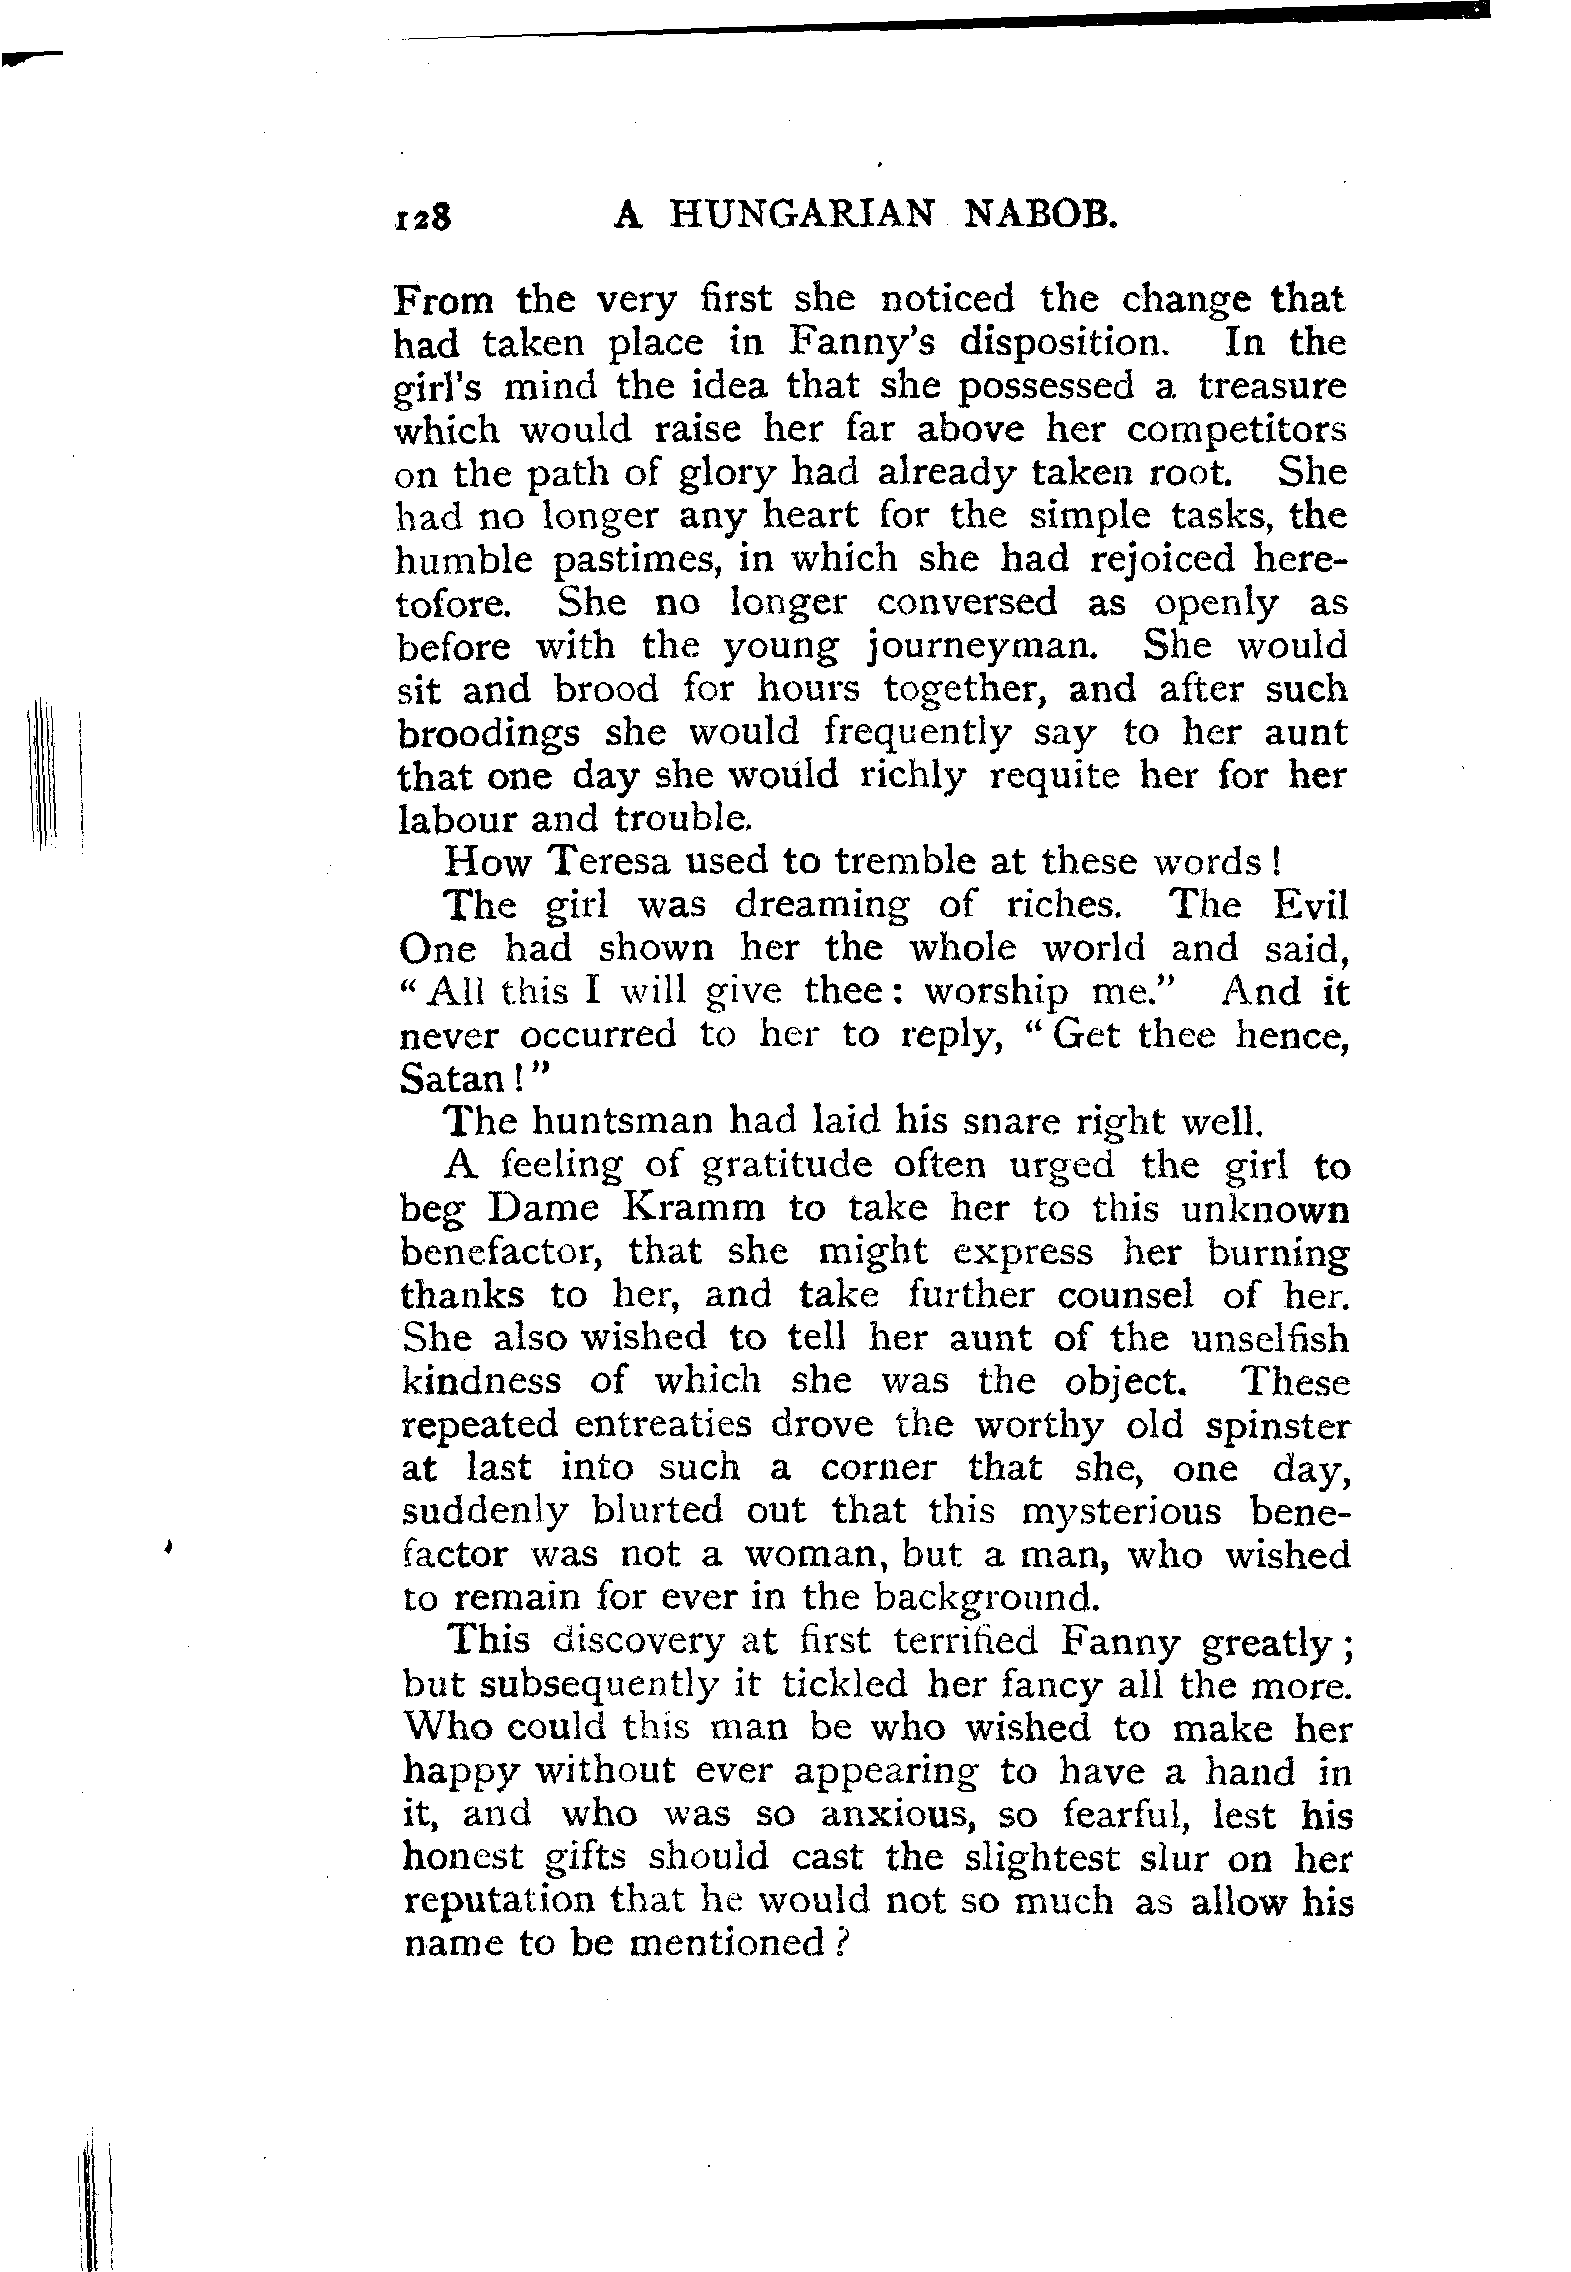 128 A HUNGARIAN NABOB.
From the very first she noticed the change that
had taken place in Fanny's disposition. In the
girl's mind the idea that she possessed a treasure
which would raise her far above her competitors
on the path of glory had already taken root. She
had no longer any heart for the simple tasks, the
humble pastimes, in which she had rejoiced here-
tofore. She no longer conversed as openly as
before with the young journeyman. She would
sit and brood for hours together, and after such
broodings she would frequently say to her aunt
that one day she would richly requite her for her
labour and trouble.
How Teresa used to tremble at these words!
The girl was dreaming of riches. The Evil
One had shown her the whole world and said,
"All this I will give thee: worship me." And it
never occurred to her to reply, "Get thee hence,
Satan!"
The huntsman had laid his snare right well.
A feeling of gratitude often urged the girl to
beg Dame Kramm to take her to this unknown
benefactor, that she might express her burning
thanks to her, and take further counsel of her.
She also wished to tell her aunt of the unselfish
kindness of which she was the object. These
repeated entreaties drove the worthy old spinster
at last into such a corner that she, one day,
suddenly blurted out that this mysterious bene-
factor was not a woman, but a man, who wished
to remain for ever in the background.
This discovery at first terrified Fanny greatly;
but subsequently it tickled her fancy all the more.
Who could this man be who wished to make her
happy without ever appearing to have a hand in
it, and who was so anxious, so fearful, lest his
honest gifts should cast the slightest slur on her
reputation that he would not so much as allow his
name to be mentioned?